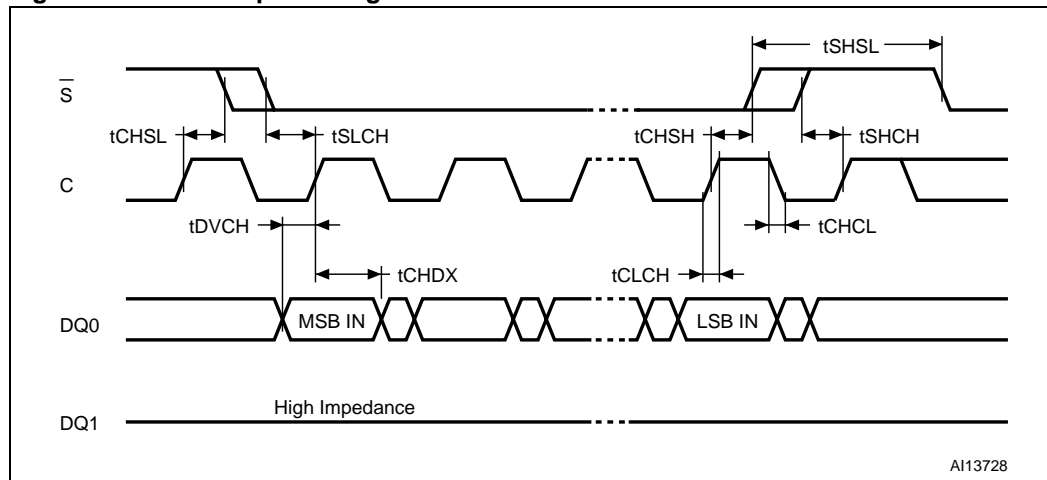 tSHSL
S
tCHSL
tSLCH
tCHSH
tSHCH
C
tDVCH
tCHCL
tCHDX
tCLCH
DQ0
MSB IN
LSB IN
High Impedance
DQ1
AI13728